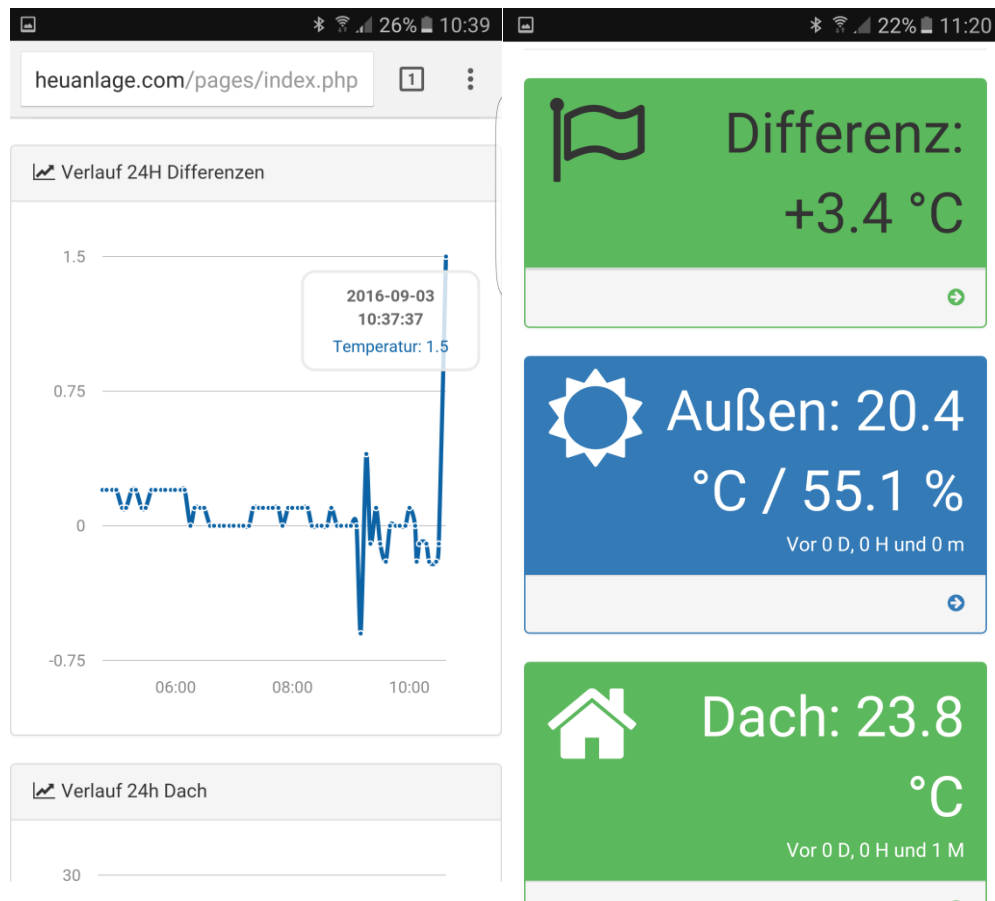 26% 10:39
heuanlage.com/pages/index.php 1
Verlauf 24H Differenzen
1.5
2016-09-03
10:37:37
Temperatur: 1.5
0.75
0
-0.75
06:00 08:00 10:00
Verlauf 24h Dach
30
22% 11:20
Differenz:
+3.4 °C
Außen: 20.4
°C / 55.1 %
Vor 0 D, 0 H und 0 m
Dach: 23.8
°C
Vor 0 D, 0 H und 1 M